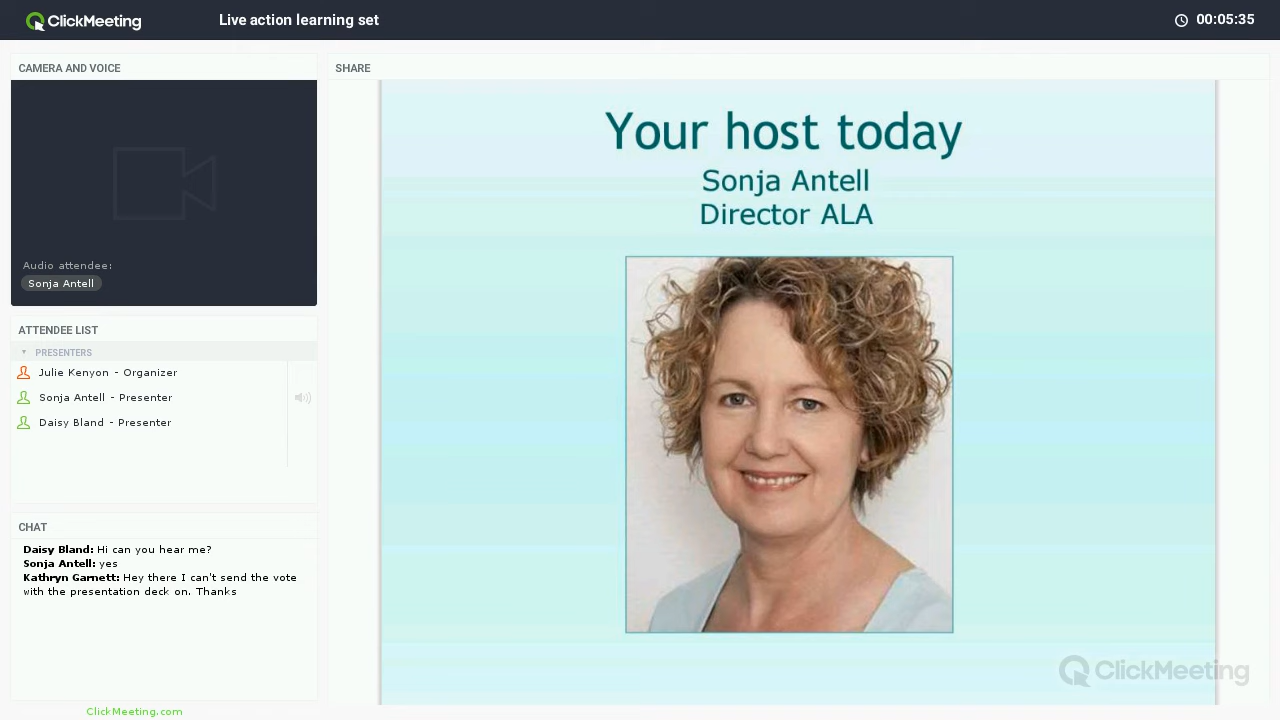 ClickMeeting
Live action learning set
00:05:35
CAMERA AND VOICE
Audio attendee:
Sonja Antell
ATTENDEE LIST
PRESENTERS
Julie Kenyon - Organizer
Sonja Antell - Presenter
Daisy Bland - Presenter
CHAT
Daisy Bland: Hi can you hear me?
Sonja Antell: yes
Kathryn Garnett: Hey there I can't send the vote
with the presentation deck on. Thanks
ClickMeeting.com
SHARE
Your host today
Sonja Antell
Director ALA
ClickMeeting